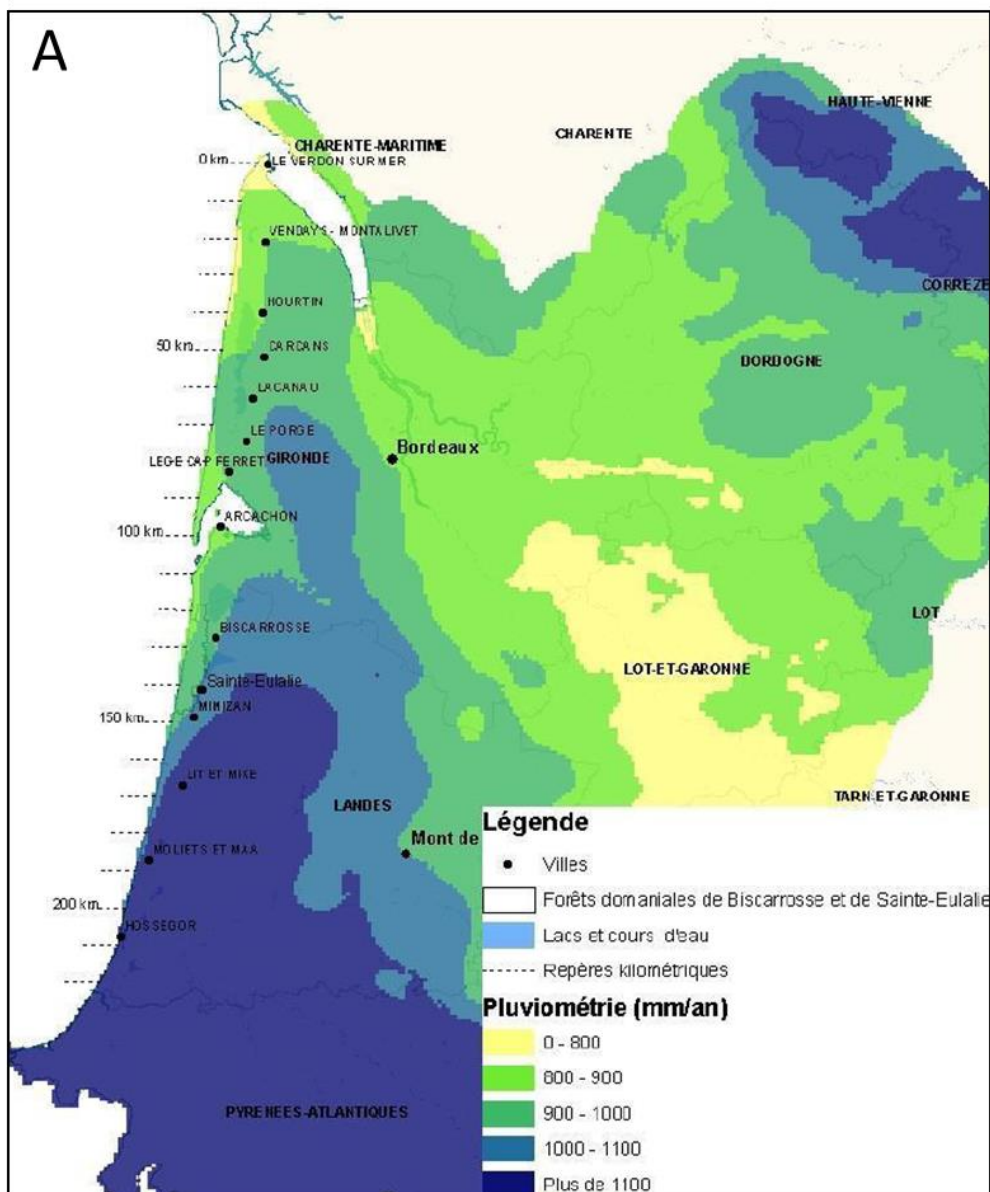 A
HAUTE-VIENNE
CHARENTE
CHARENTE-MARITIME
0 km
LE VERDON SUR MER
VENDAYS - MONTALIVET
CORREZE
HOURTIN
50 km
CARCANS
DORDOGNE
LACANAU
LE PORGE
Bordeaux
LEGE CAP FERRET
GIRONDE
ARCACHON
100 km
LOT
BISCARROSSE
LOT-ET-GARONNE
Sainte-Eulalie
MIMIZAN
150 km
LIT ET MIXE
TARN-ET-GARONNE
LANDES
Mont de
MOLIETS ET MAA
200 km
HOSSEGOR
PYRENEES-ATLANTIQUES
Légende
Villes
Forêts domaniales de Biscarrosse et de Sainte-Eulalie
Lacs et cours d'eau
Repères kilométriques
Pluviométrie (mm/an)
0 - 800
800 - 900
900 - 1000
1000 - 1100
Plus de 1100